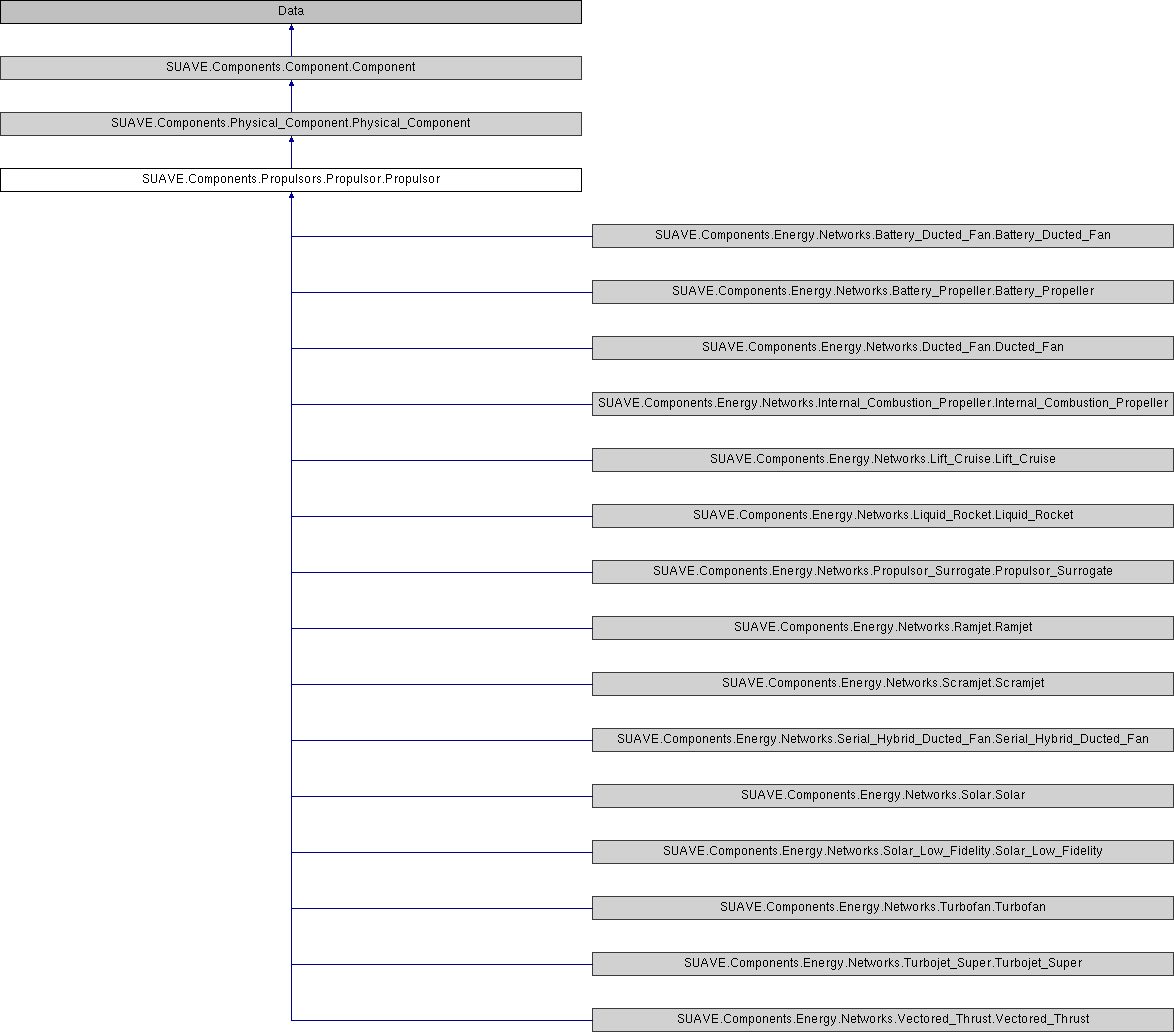 Data
SUAVE.Components.Component.Component
SUAVE.Components.Physical_Component.Physical_Component
SUAVE.Components.Propulsors.Propulsor.Propulsor
SUAVE.Components.Energy.Networks.Battery_Ducted_Fan.Battery_Ducted_Fan
SUAVE.Components.Energy.Networks.Battery_Propeller.Battery_Propeller
SUAVE.Components.Energy.Networks.Ducted_Fan.Ducted_Fan
SUAVE.Components.Energy.Networks.Internal_Combustion_Propeller.Internal_Combustion_Propeller
SUAVE.Components.Energy.Networks.Lift_Cruise.Lift_Cruise
SUAVE.Components.Energy.Networks.Liquid_Rocket.Liquid_Rocket
SUAVE.Components.Energy.Networks.Propulsor_Surrogate.Propulsor_Surrogate
SUAVE.Components.Energy.Networks.Ramjet.Ramjet
SUAVE.Components.Energy.Networks.Scramjet.Scramjet
SUAVE.Components.Energy.Networks.Serial_Hybrid_Ducted_Fan.Serial_Hybrid_Ducted_Fan
SUAVE.Components.Energy.Networks.Solar.Solar
SUAVE.Components.Energy.Networks.Solar_Low_Fidelity.Solar_Low_Fidelity
SUAVE.Components.Energy.Networks.Turbofan.Turbofan
SUAVE.Components.Energy.Networks.Turbojet_Super.Turbojet_Super
SUAVE.Components.Energy.Networks.Vectored_Thrust.Vectored_Thrust